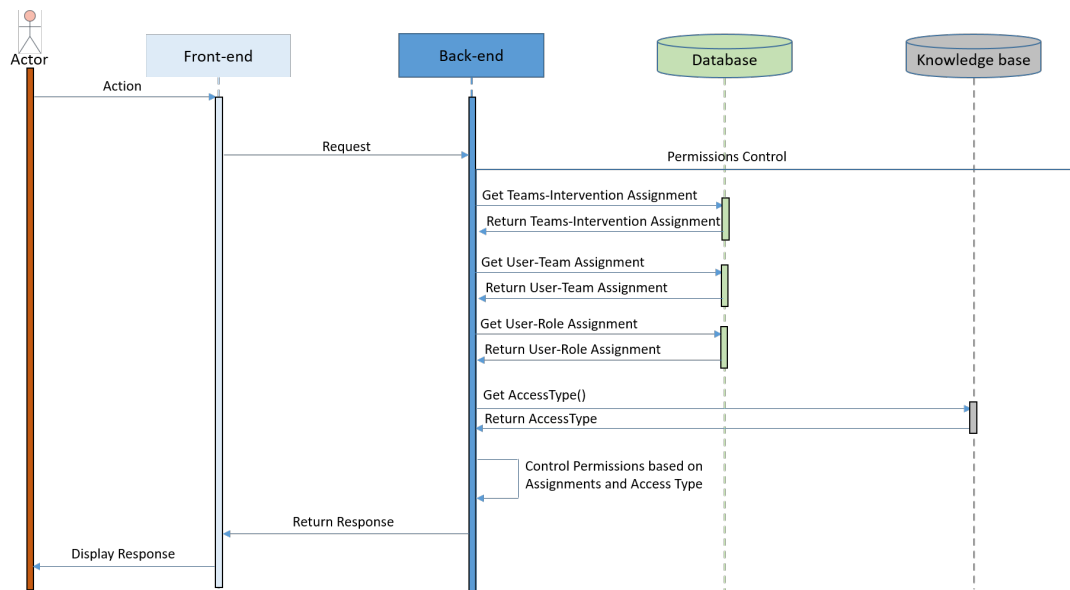 Actor
Front-end
Back-end
Database
Knowledge base
Action
Request
Permissions Control
Get Teams-Intervention Assignment
Return Teams-Intervention Assignment
Get User-Team Assignment
Return User-Team Assignment
Get User-Role Assignment
Return User-Role Assignment
Get AccessType()
Return AccessType
Control Permissions based on
Assignments and Access Type
Return Response
Display Response